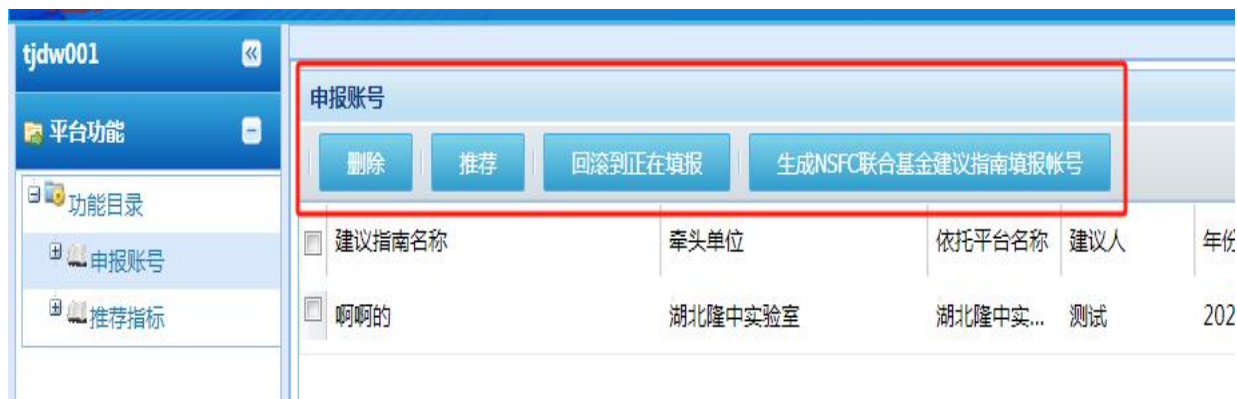 tjdw001
平台功能
功能目录
申报账号
推荐指标
申报账号
删除 推荐 回滚到正在填报 生成NSFC联合基金建议指南填报帐号
建议指南名称 牵头单位 依托平台名称 建议人 年份
啊啊的 湖北隆中实验室 湖北隆中实... 测试 202